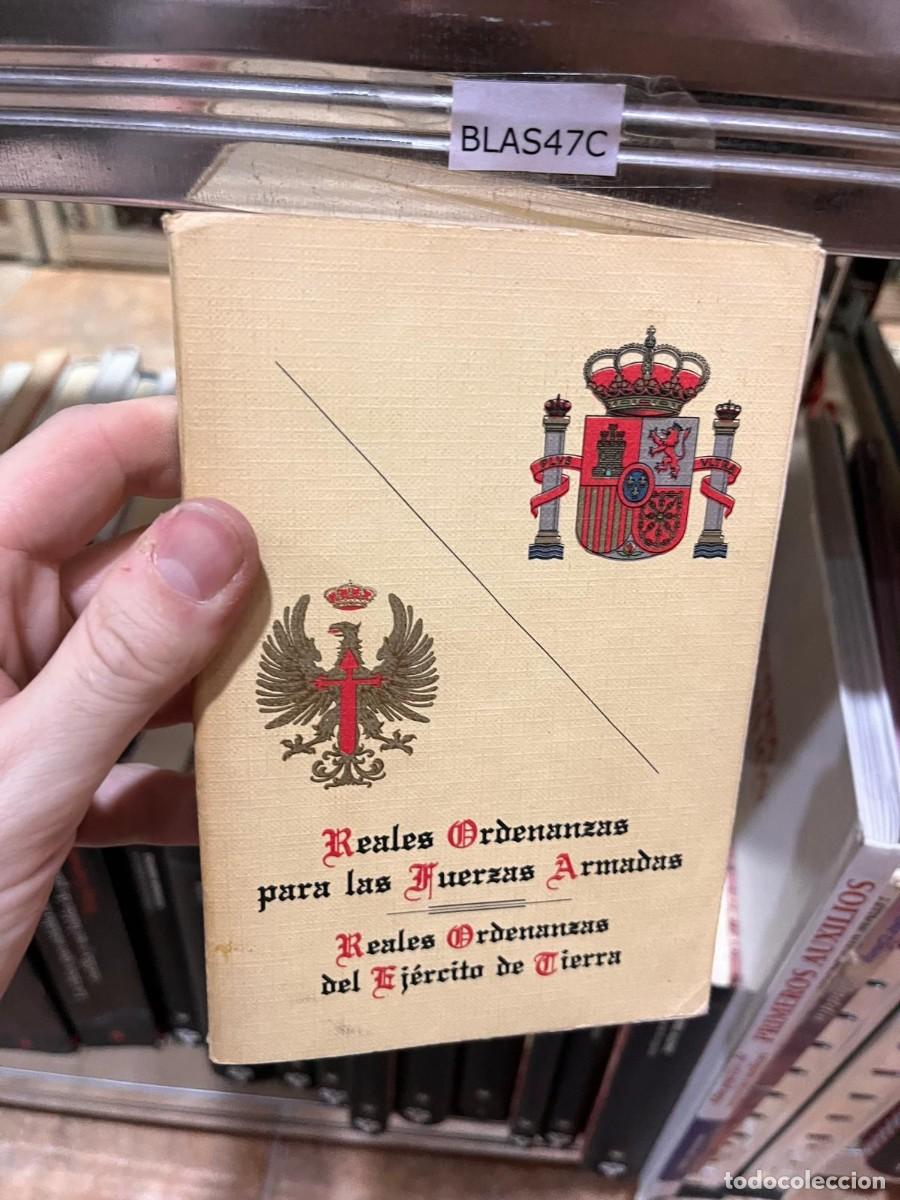 BLAS47C
PLVS VLTRA
Reales Ordenanzas
para las Fuerzas Armadas
Reales Ordenanzas
del Ejército de Tierra
PRIMEROS AUXILIOS
todocoleccion